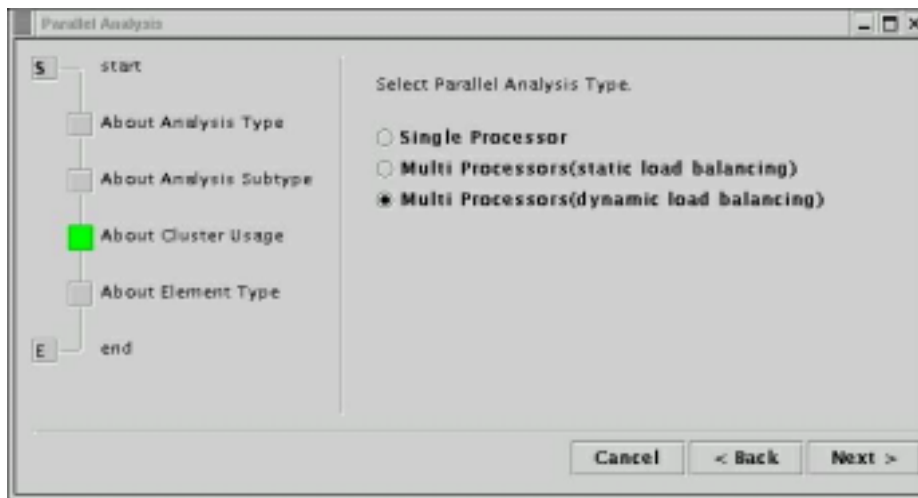 Parallel Analysis
S start
About Analysis Type
About Analysis Subtype
About Cluster Usage
About Element Type
E end
Select Parallel Analysis Type.
Single Processor
Multi Processors(static load balancing)
Multi Processors(dynamic load balancing)
Cancel
< Back
Next >